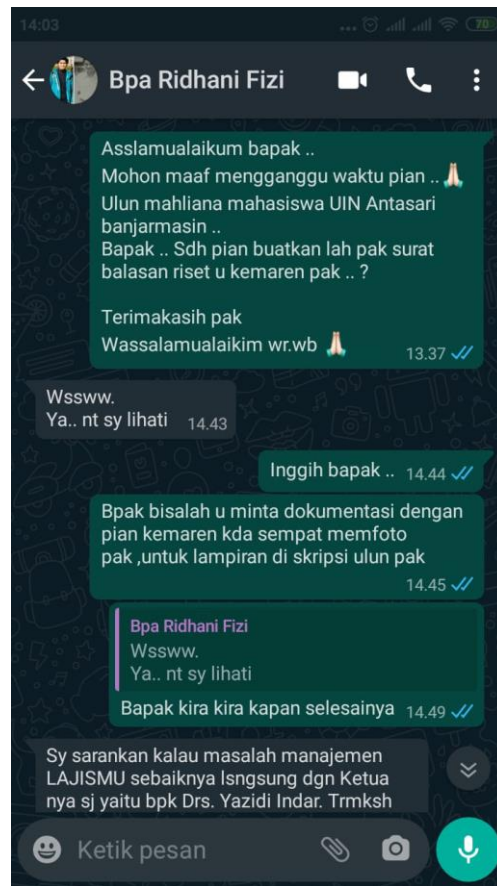 14:03
70
Bpa Ridhani Fizi
Asslamualaikum bapak ..
Mohon maaf mengganggu waktu pian .. 🙏🏻
Ulun mahliana mahasiswa UIN Antasari
banjarmasin ..
Bapak .. Sdh pian buatkan lah pak surat
balasan riset u kemaren pak .. ?
Terimakasih pak
Wassalamualaikim wr.wb 🙏🏻
13.37
Wssww.
Ya.. nt sy lihati 14.43
Inggih bapak .. 14.44
Bpak bisalah u minta dokumentasi dengan
pian kemaren kda sempat memfoto
pak ,untuk lampiran di skripsi ulun pak
14.45
Bpa Ridhani Fizi
Wssww.
Ya.. nt sy lihati
Bapak kira kira kapan selesainya 14.49
Sy sarankan kalau masalah manajemen
LAJISMU sebaiknya lsngsung dgn Ketua
nya sj yaitu bpk Drs. Yazidi Indar. Trmksh
Ketik pesan